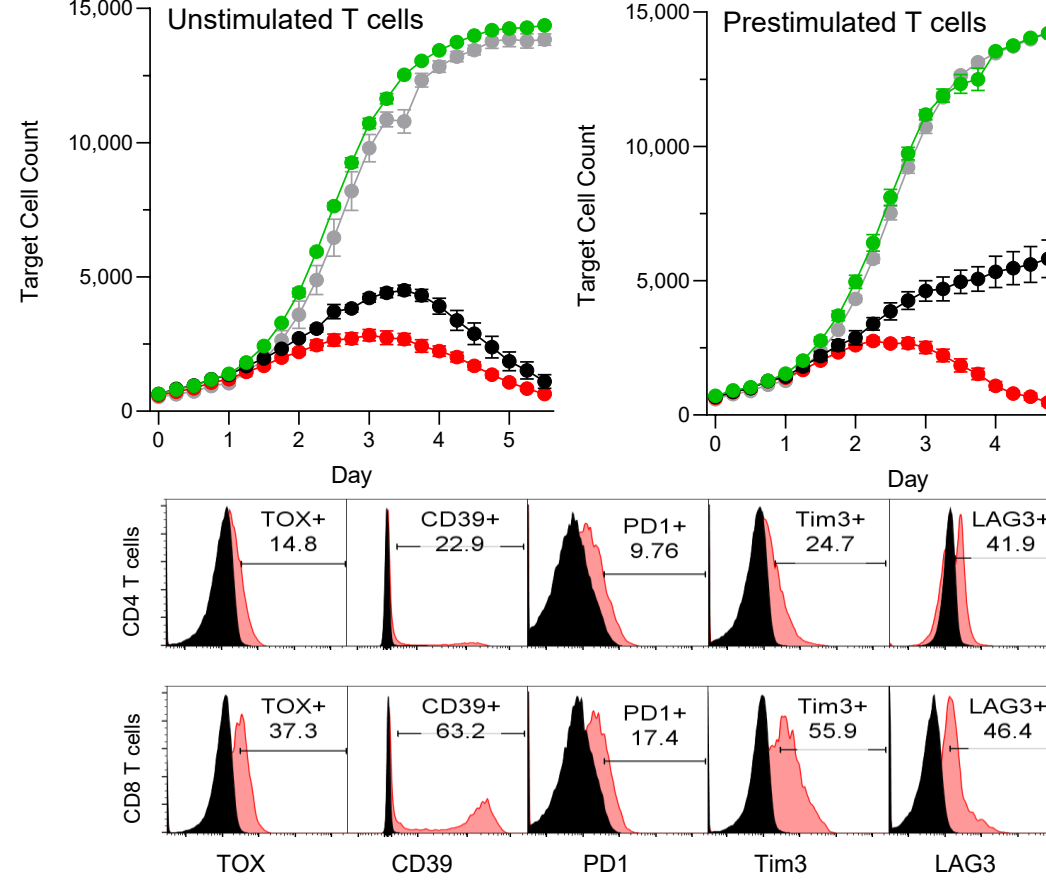 Unstimulated T cells
15,000
10,000
5,000
0
Target Cell Count
0 1 2 3 4 5
Day
Prestimulated T cells
15,000
10,000
5,000
0
Target Cell Count
0 1 2 3 4
Day
CD4 T cells
TOX+
14.8
CD39+
22.9
PD1+
9.76
Tim3+
24.7
LAG3+
41.9
CD8 T cells
TOX+
37.3
CD39+
63.2
PD1+
17.4
Tim3+
55.9
LAG3+
46.4
TOX CD39 PD1 Tim3 LAG3